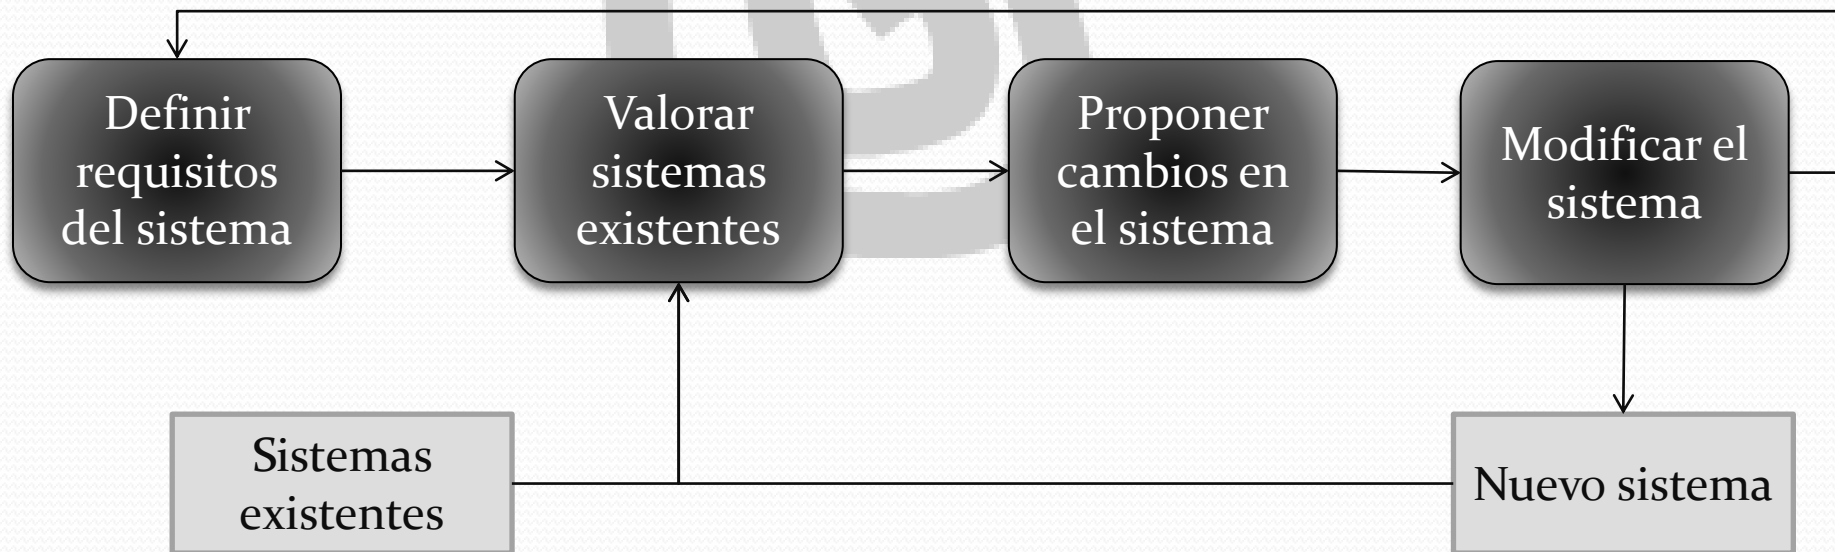 Definir
requisitos
del sistema
Valorar
sistemas
existentes
Proponer
cambios en
el sistema
Modificar el
sistema
Sistemas
existentes
Nuevo sistema